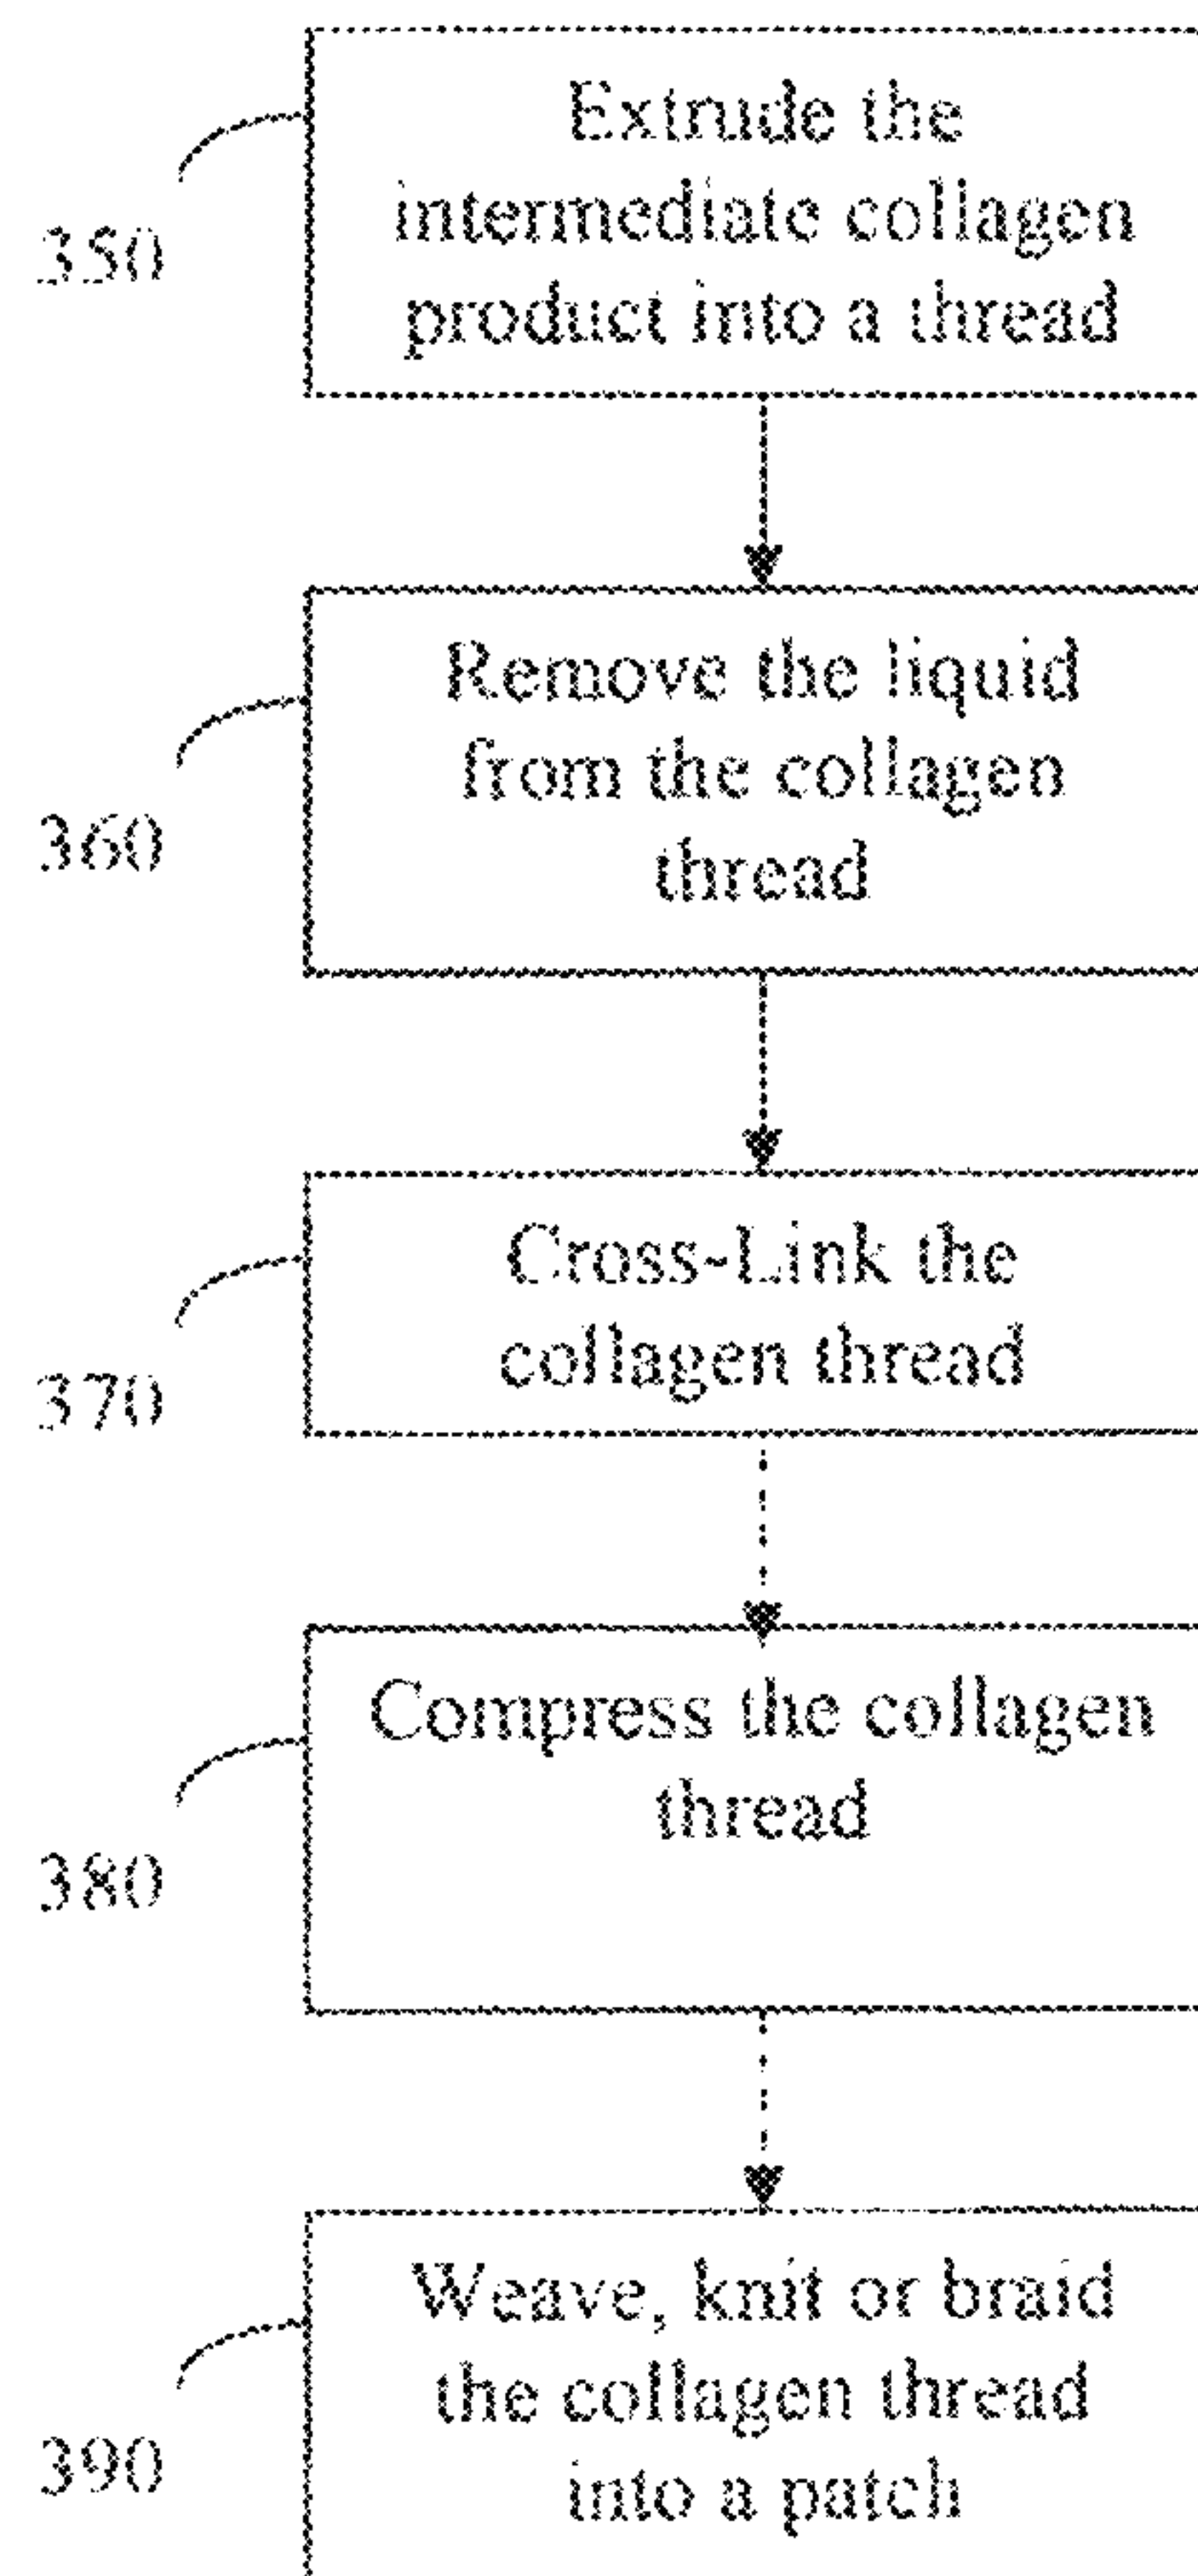 Extrude the
intermediate collagen
product into a thread
350
Remove the liquid
from the collagen
thread
360
Cross-Link the
collagen thread
370
Compress the collagen
thread
380
Weave, knit or braid
the collagen thread
into a patch
390